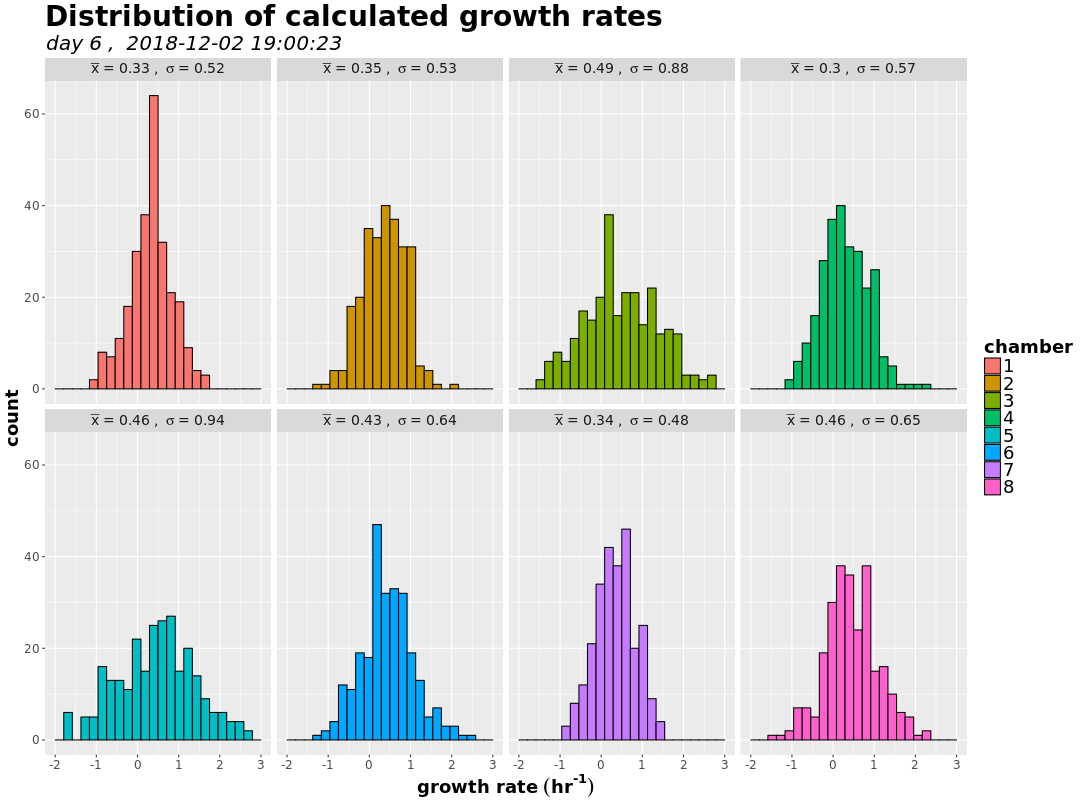 Distribution of calculated growth rates
day 6 ,  2018-12-02 19:00:23
x̅ = 0.33 ,  σ = 0.52
x̅ = 0.35 ,  σ = 0.53
x̅ = 0.49 ,  σ = 0.88
x̅ = 0.3 ,  σ = 0.57
60
40
20
0
x̅ = 0.46 ,  σ = 0.94
x̅ = 0.43 ,  σ = 0.64
x̅ = 0.34 ,  σ = 0.48
x̅ = 0.46 ,  σ = 0.65
60
40
20
0
-2 -1 0 1 2 3
-2 -1 0 1 2 3
-2 -1 0 1 2 3
-2 -1 0 1 2 3
count
growth rate (hr⁻¹)
chamber
1
2
3
4
5
6
7
8